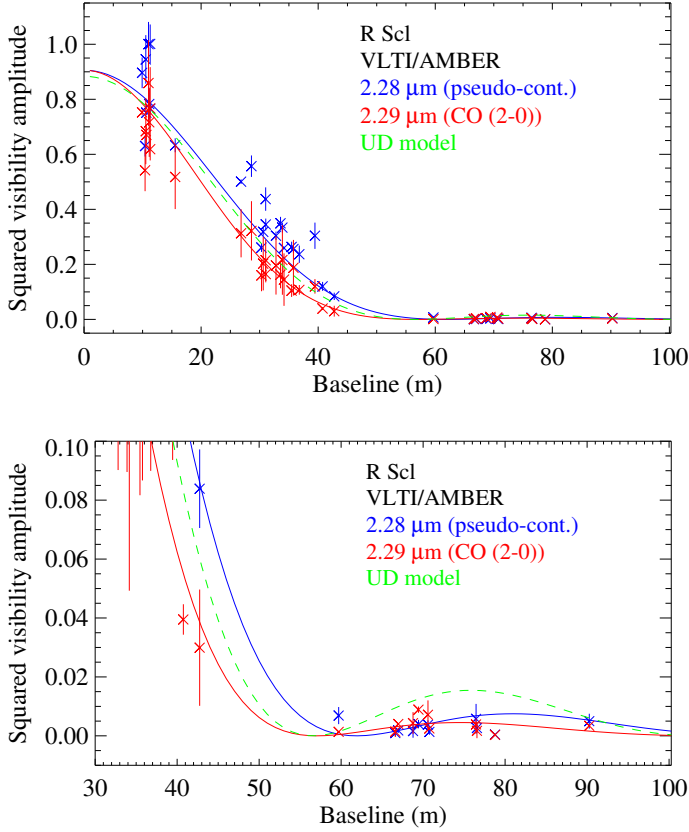 1.0
0.8
0.6
0.4
0.2
0.0
Squared visibility amplitude
R Scl
VLTI/AMBER
2.28 μm (pseudo-cont.)
2.29 μm (CO (2-0))
UD model
0 20 40 60 80 100
Baseline (m)
0.10
0.08
0.06
0.04
0.02
0.00
Squared visibility amplitude
R Scl
VLTI/AMBER
2.28 μm (pseudo-cont.)
2.29 μm (CO (2-0))
UD model
30 40 50 60 70 80 90 100
Baseline (m)